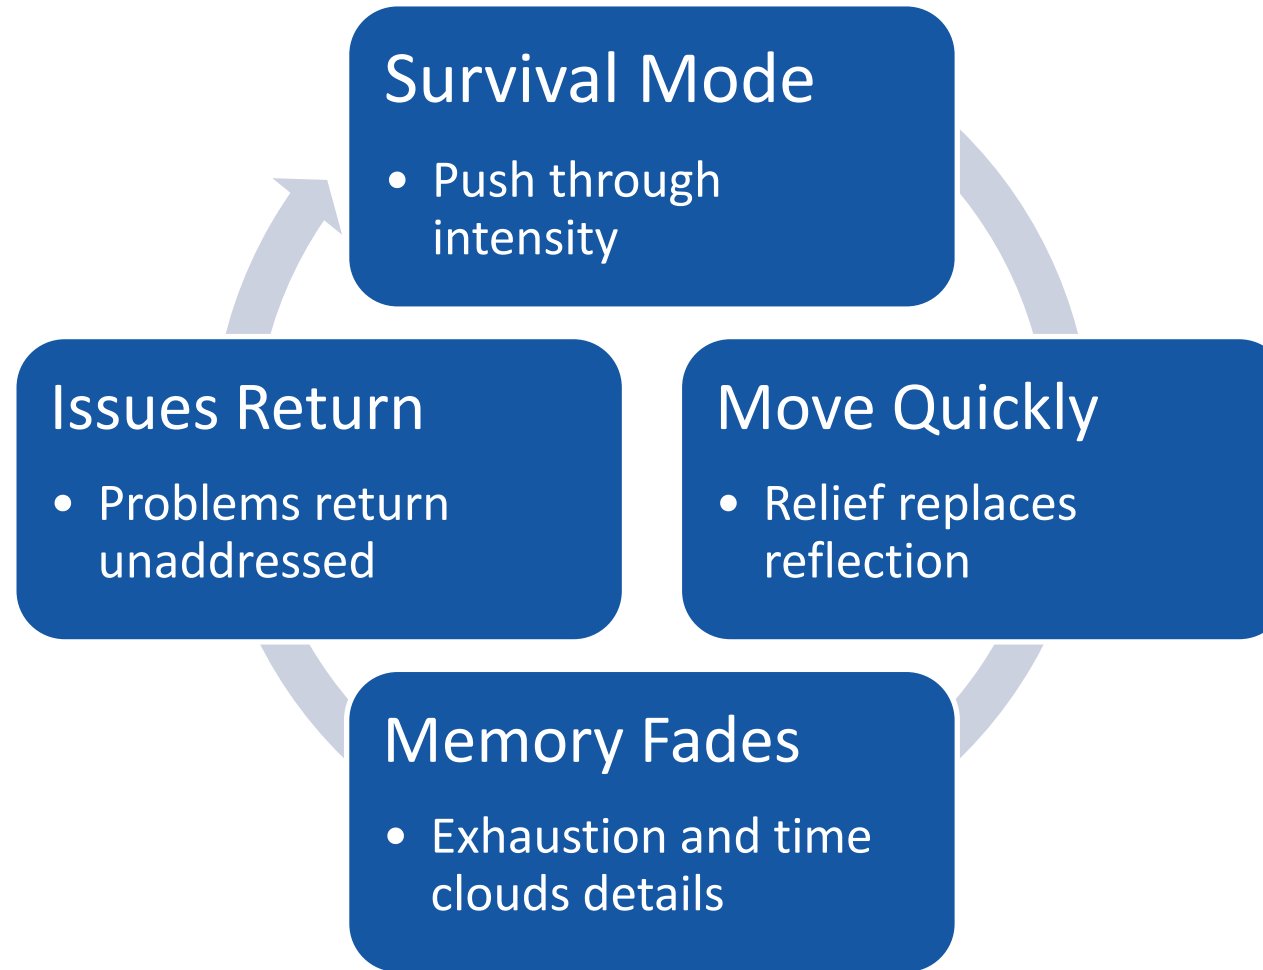 Survival Mode
• Push through
intensity
Move Quickly
• Relief replaces
reflection
Memory Fades
• Exhaustion and time
clouds details
Issues Return
• Problems return
unaddressed